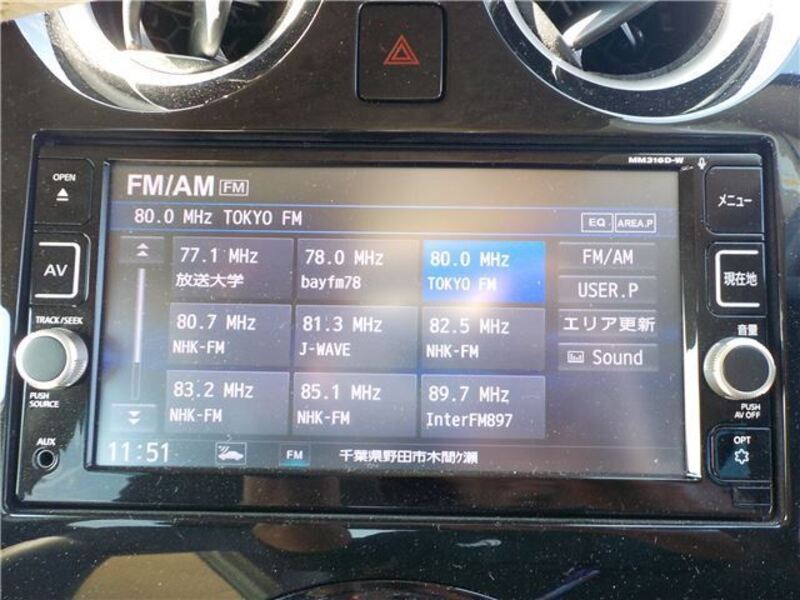 MM316D-W
OPEN
AV
TRACK/SEEK
PUSH
SOURCE
AUX
FM/AM FM
80.0 MHz TOKYO FM
EQ AREA.P
77.1 MHz
放送大学
78.0 MHz
bayfm78
80.0 MHz
TOKYO FM
80.7 MHz
NHK-FM
81.3 MHz
J-WAVE
82.5 MHz
NHK-FM
83.2 MHz
NHK-FM
85.1 MHz
NHK-FM
89.7 MHz
InterFM897
FM/AM
USER.P
エリア更新
Sound
11:51
FM
千葉県野田市木間ケ瀬
メニュー
現在地
音量
PUSH
AV OFF
OPT